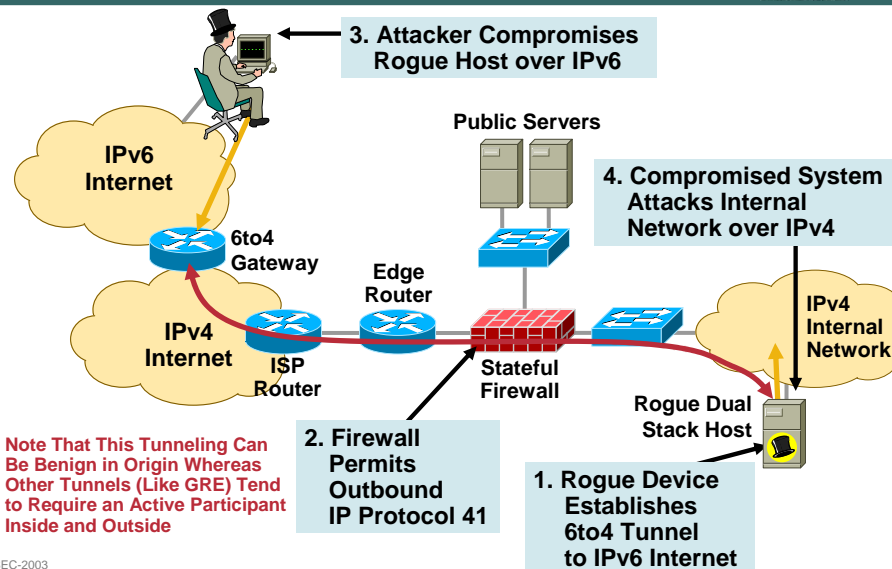 3. Attacker Compromises
Rogue Host over IPv6
Public Servers
IPv6
Internet
4. Compromised System
Attacks Internal
Network over IPv4
6to4
Gateway
Edge
Router
IPv4
Internet
ISP
Router
Stateful
Firewall
IPv4
Internal
Network
Rogue Dual
Stack Host
Note That This Tunneling Can
Be Benign in Origin Whereas
Other Tunnels (Like GRE) Tend
to Require an Active Participant
Inside and Outside
2. Firewall
Permits
Outbound
IP Protocol 41
1. Rogue Device
Establishes
6to4 Tunnel
to IPv6 Internet
EC-2003